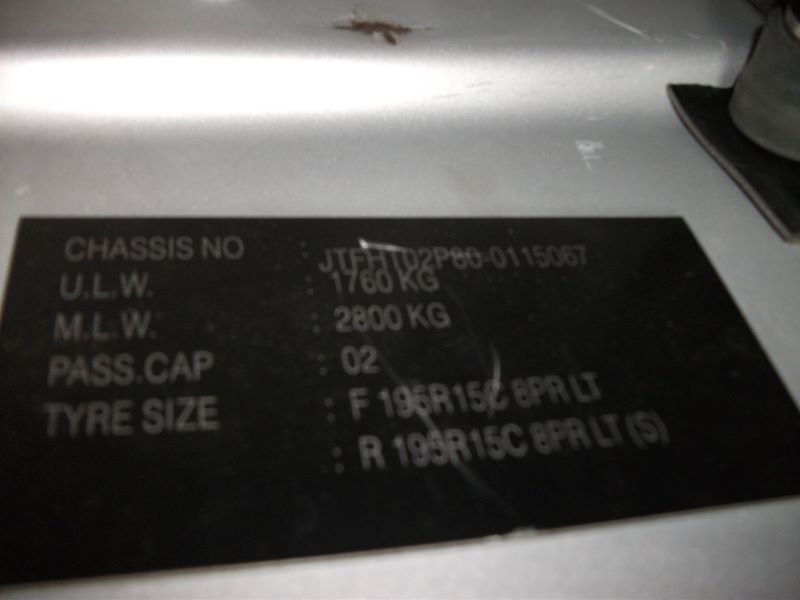 CHASSIS NO : JTFHT02P80-0115067
U.L.W. : 1760 KG
M.L.W. : 2800 KG
PASS.CAP : 02
TYRE SIZE : F 195R15C 8PR LT
: R 195R15C 8PR LT (S)